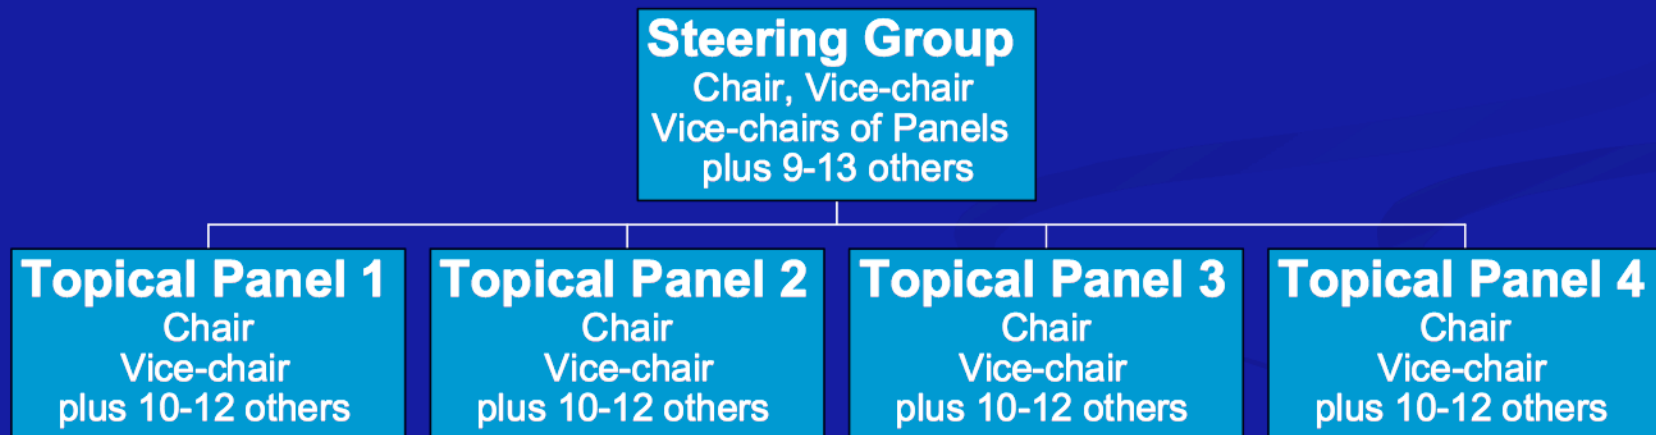 Steering Group
Chair, Vice-chair
Vice-chairs of Panels
plus 9-13 others
Topical Panel 1
Chair
Vice-chair
plus 10-12 others
Topical Panel 2
Chair
Vice-chair
plus 10-12 others
Topical Panel 3
Chair
Vice-chair
plus 10-12 others
Topical Panel 4
Chair
Vice-chair
plus 10-12 others